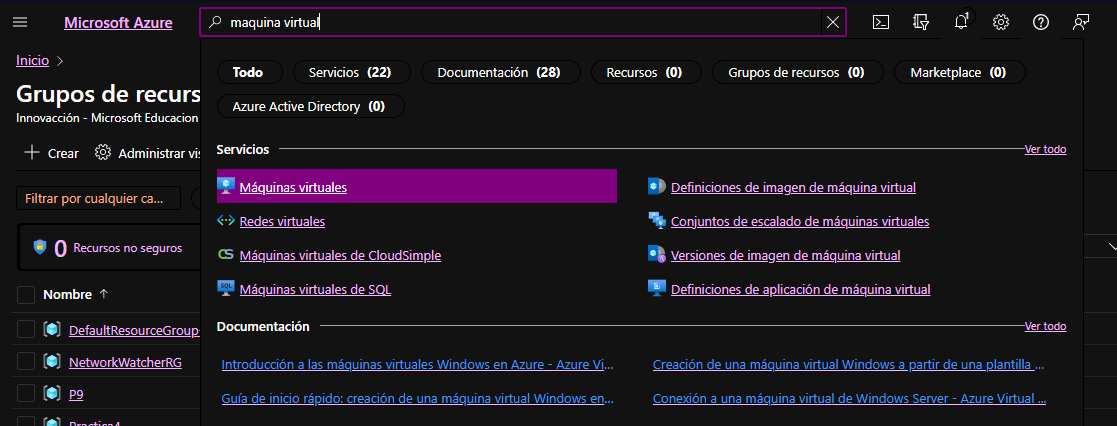 Microsoft Azure
maquina virtual
1
Inicio
Todo
Servicios (22)
Documentación (28)
Recursos (0)
Grupos de recursos (0)
Marketplace (0)
Azure Active Directory (0)
Grupos de recurs
Innovacción - Microsoft Educacion
Crear
Administrar vis
Servicios
Ver todo
Filtrar por cualquier ca...
Máquinas virtuales
Definiciones de imagen de máquina virtual
Redes virtuales
Conjuntos de escalado de máquinas virtuales
0 Recursos no seguros
CS Máquinas virtuales de CloudSimple
Versiones de imagen de máquina virtual
SQL Máquinas virtuales de SQL
Definiciones de aplicación de máquina virtual
Nombre
Documentación
Ver todo
DefaultResourceGroup-
NetworkWatcherRG
P9
Practica4
Introducción a las máquinas virtuales Windows en Azure - Azure Vi...
Creación de una máquina virtual Windows a partir de una plantilla ...
Guía de inicio rápido: creación de una máquina virtual Windows en...
Conexión a una máquina virtual de Windows Server - Azure Virtual ...